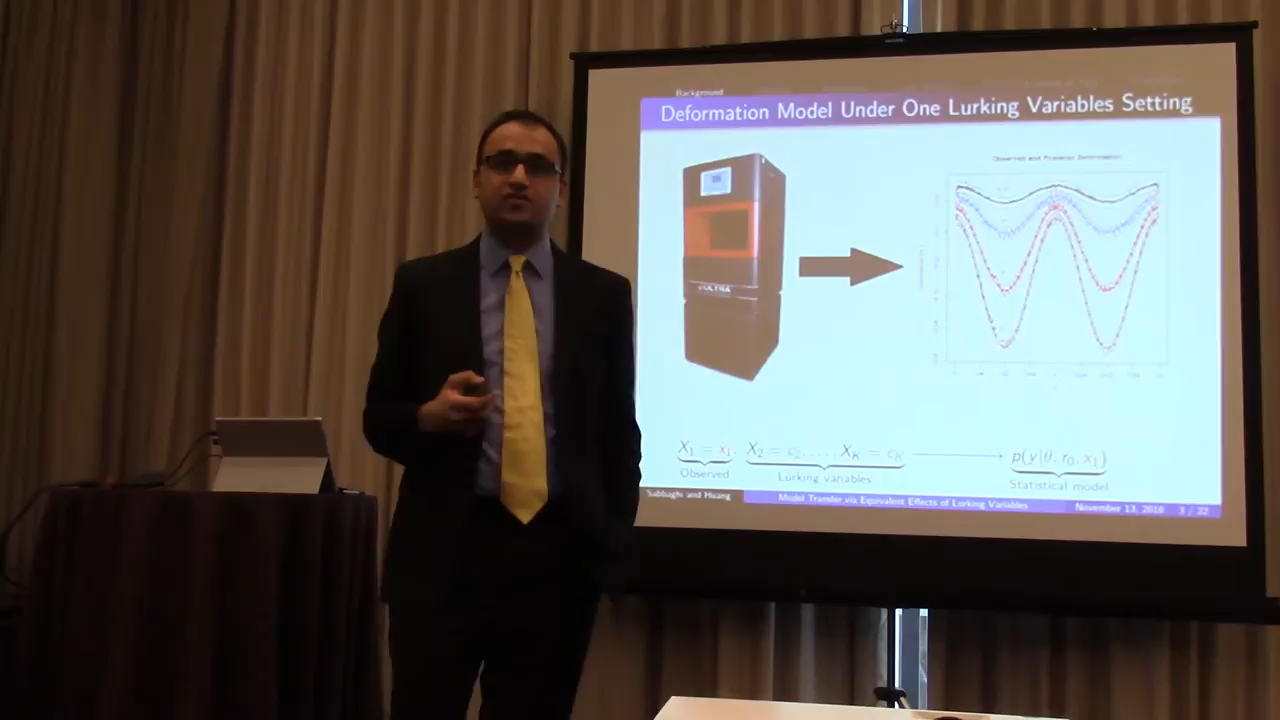 Background
Deformation Model Under One Lurking Variables Setting
Observed and Predicted Deformation
ULTRA
X₁ = x₁, X₂ = c₂, . . . , X_K = c_K
p(y|θ, r₀, x₁)
Observed
Lurking variables
Statistical model
Sabbaghi and Huang
Model Transfer via Equivalent Effects of Lurking Variables
November 13, 2016
3 / 22